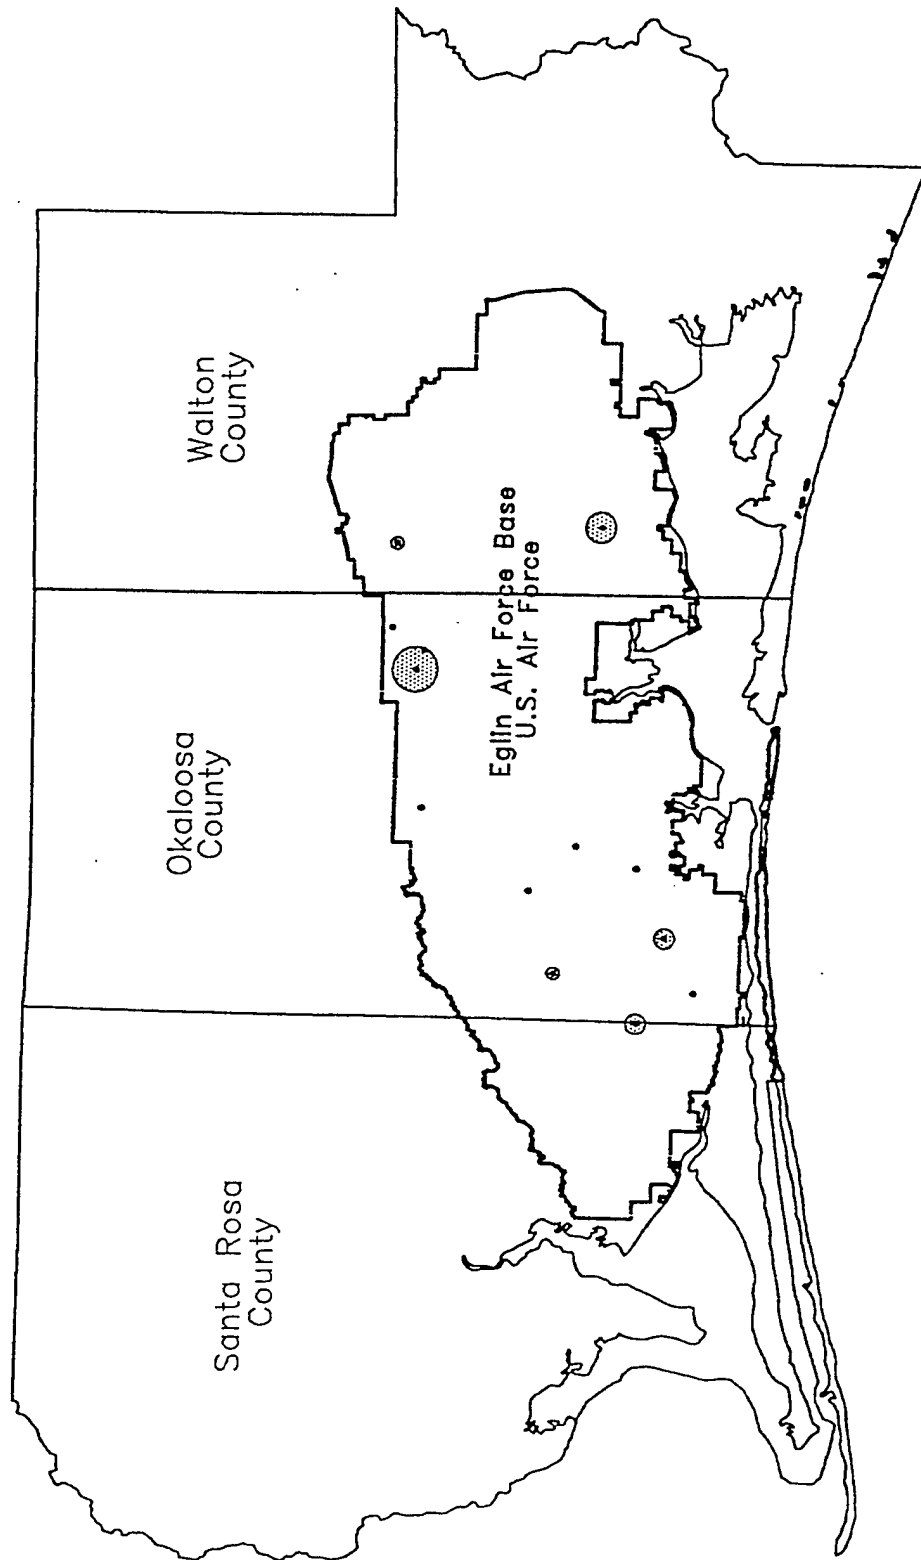 Santa Rosa
County
Okaloosa
County
Walton
County
Eglin Air Force Base
U.S. Air Force